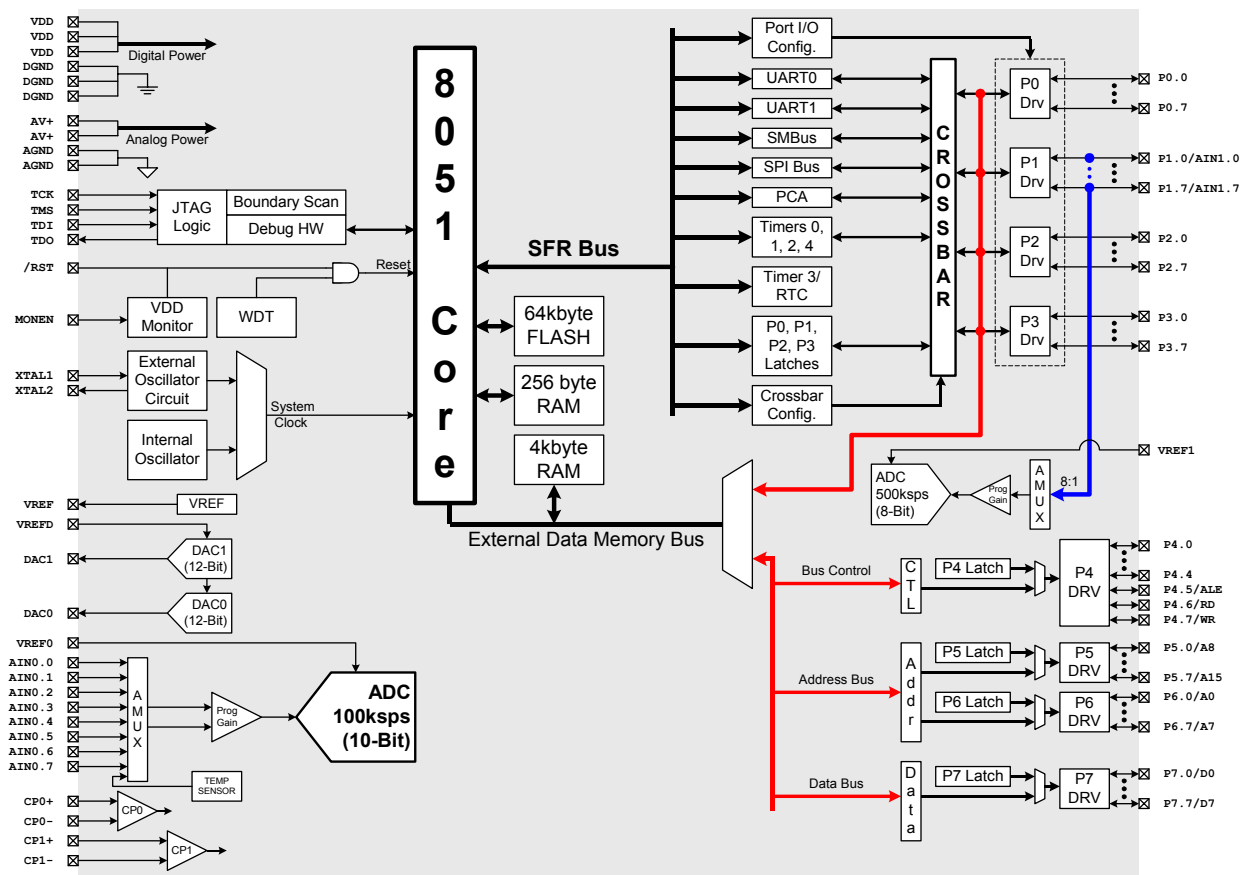 VDD
VDD
VDD
Digital Power
DGND
DGND
DGND
AV+
AV+
Analog Power
AGND
AGND
TCK
TMS
TDI
TDO
JTAG
Logic
Boundary Scan
Debug HW
/RST
Reset
MONEN
VDD
Monitor
WDT
XTAL1
XTAL2
External
Oscillator
Circuit
Internal
Oscillator
System
Clock
VREF
VREF
VREFD
DAC1
DAC1
(12-Bit)
DAC0
DAC0
(12-Bit)
VREF0
AIN0.0
AIN0.1
AIN0.2
AIN0.3
AIN0.4
AIN0.5
AIN0.6
AIN0.7
AMUX
Prog
Gain
ADC
100ksps
(10-Bit)
TEMP
SENSOR
CP0+
CP0-
CP0
CP1+
CP1-
CP1
8051 Core
SFR Bus
64kbyte
FLASH
256 byte
RAM
4kbyte
RAM
External Data Memory Bus
Port I/O
Config.
UART0
UART1
SMBus
SPI Bus
PCA
Timers 0,
1, 2, 4
Timer 3/
RTC
P0, P1,
P2, P3
Latches
Crossbar
Config.
CROSSBAR
P0
Drv
P1
Drv
P2
Drv
P3
Drv
P0.0
P0.7
P1.0/AIN1.0
P1.7/AIN1.7
P2.0
P2.7
P3.0
P3.7
VREF1
ADC
500ksps
(8-Bit)
Prog
Gain
AMUX
8:1
Bus Control
CTL
P4 Latch
P4
DRV
P4.0
P4.4
P4.5/ALE
P4.6/RD
P4.7/WR
Address Bus
Addr
P5 Latch
P5
DRV
P5.0/A8
P5.7/A15
P6 Latch
P6
DRV
P6.0/A0
P6.7/A7
Data Bus
Data
P7 Latch
P7
DRV
P7.0/D0
P7.7/D7